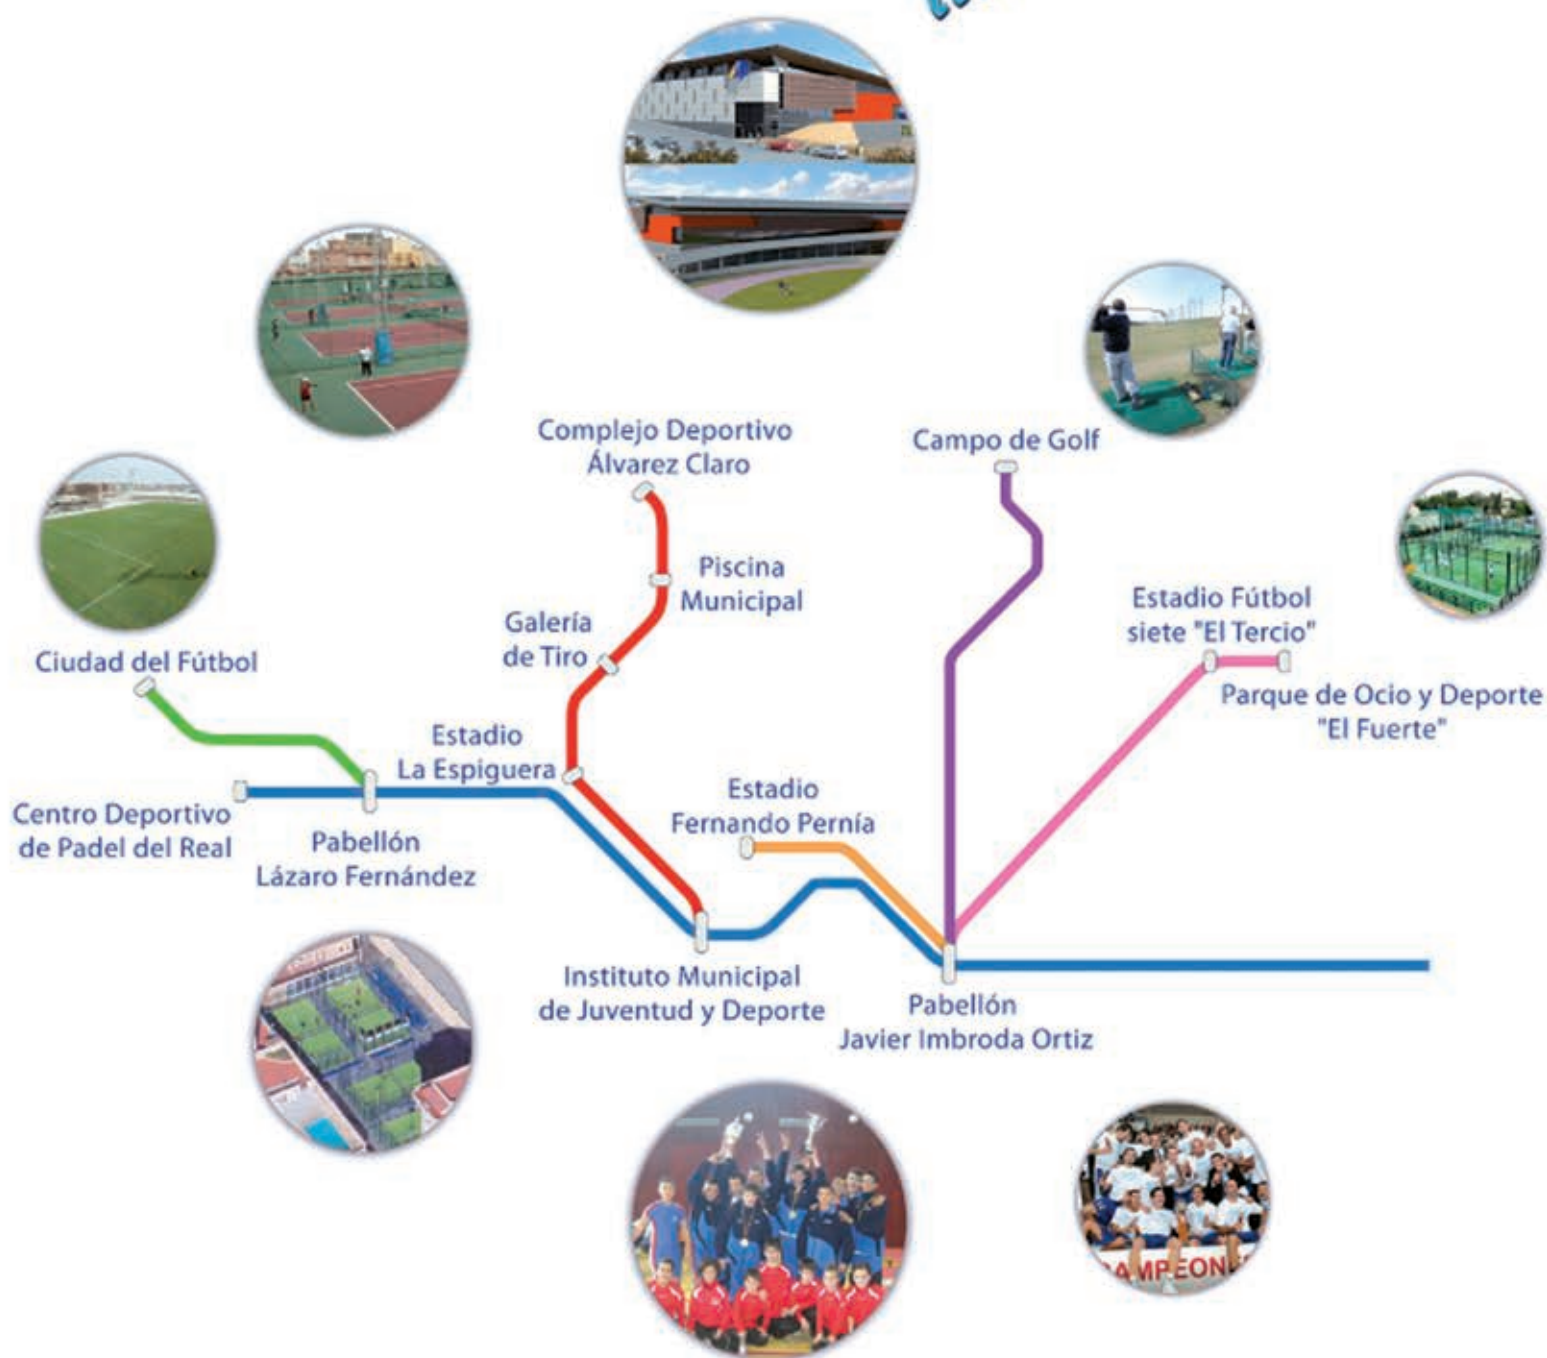 Complejo Deportivo
Álvarez Claro
Campo de Golf
Piscina
Municipal
Galería
de Tiro
Estadio Fútbol
siete "El Tercio"
Ciudad del Fútbol
Parque de Ocio y Deporte
"El Fuerte"
Estadio
La Espiguera
Centro Deportivo
de Padel del Real
Pabellón
Lázaro Fernández
Estadio
Fernando Pernía
Instituto Municipal
de Juventud y Deporte
Pabellón
Javier Imbroda Ortiz
CAMPEONE